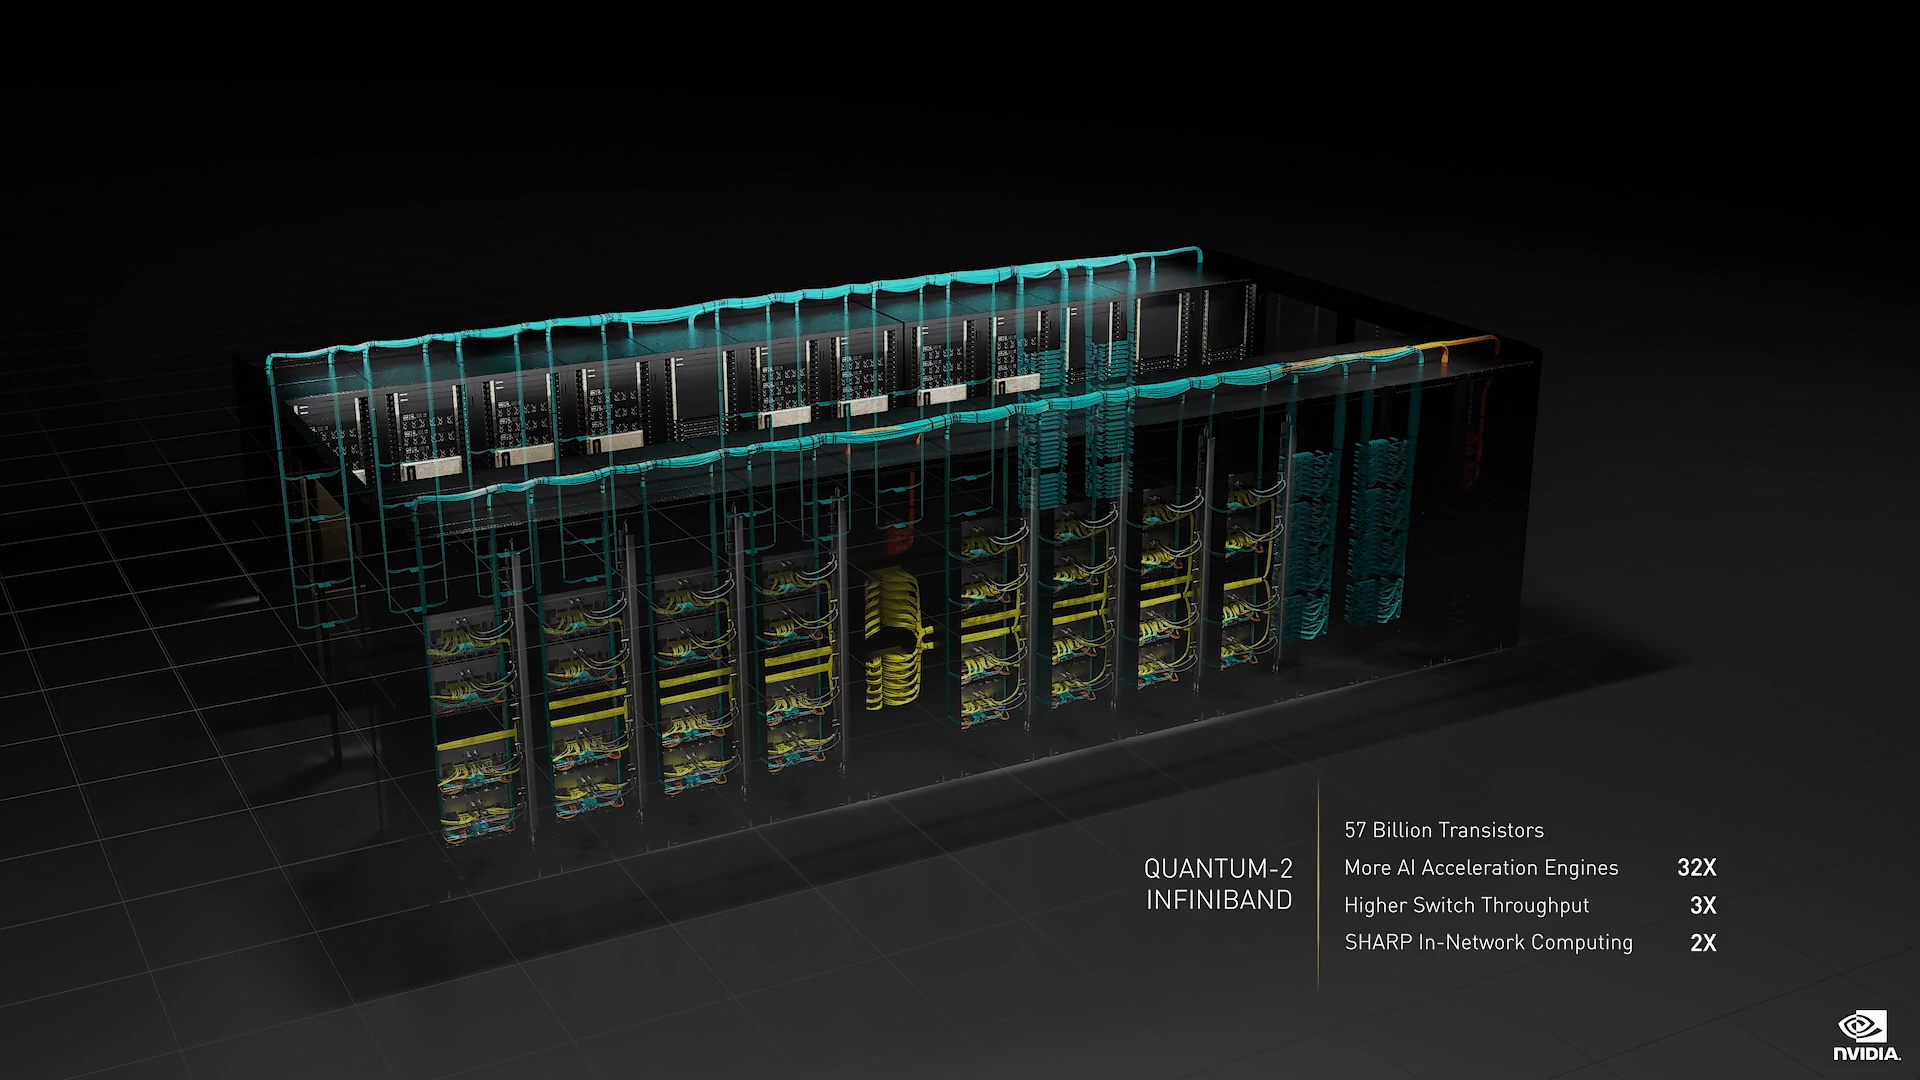 QUANTUM-2
INFINIBAND
57 Billion Transistors
More AI Acceleration Engines 32X
Higher Switch Throughput 3X
SHARP In-Network Computing 2X
NVIDIA.